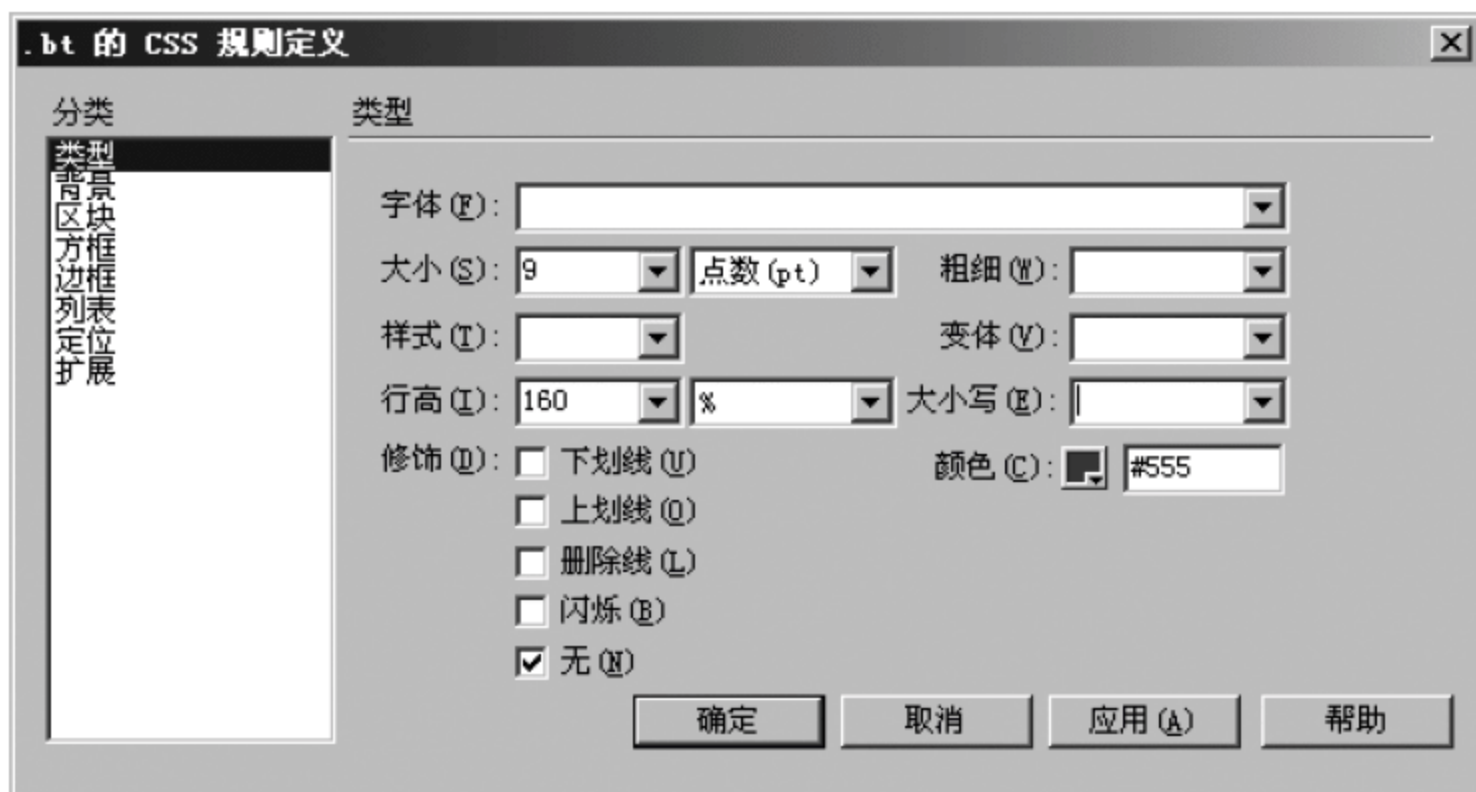 .bt 的 CSS 规则定义
分类
类型
背景
区块
方框
边框
列表
定位
扩展
类型
字体(F):
大小(S): 9 点数(pt) 粗细(W):
样式(T): 变体(V):
行高(I): 160 % 大小写(E):
修饰(D): 下划线(U) 颜色(C): #555
上划线(O)
删除线(L)
闪烁(B)
无(N)
确定 取消 应用(A) 帮助